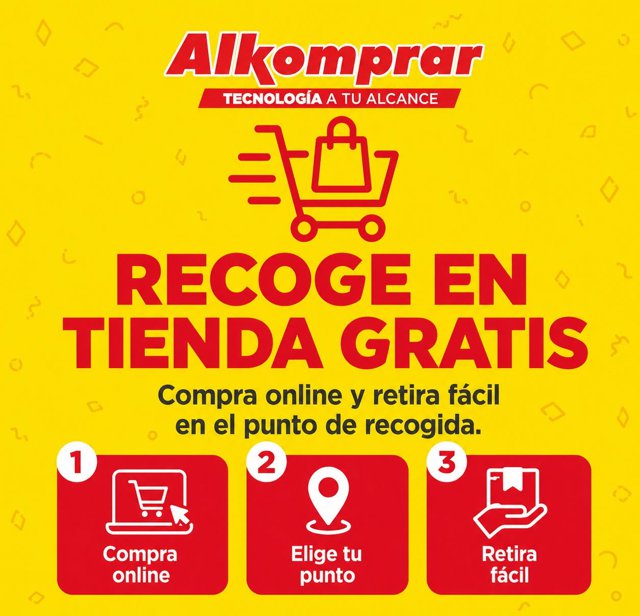 Alkomprar
TECNOLOGÍA A TU ALCANCE
RECOGE EN
TIENDA GRATIS
Compra online y retira fácil
en el punto de recogida.
1
Compra
online
2
Elige tu
punto
3
Retira
fácil